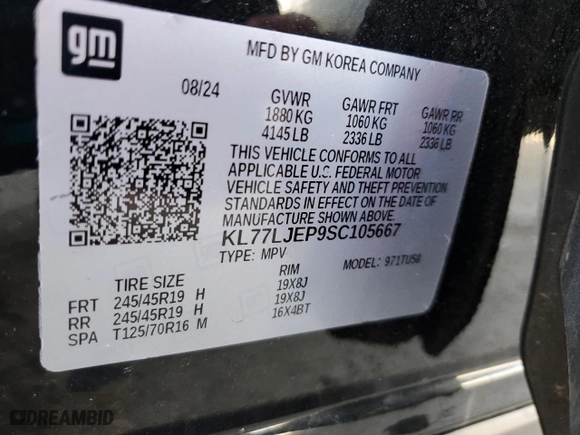 gm
MFD BY GM KOREA COMPANY
08/24
GVWR GAWR FRT GAWR RR
1880 KG 1060 KG 1060 KG
4145 LB 2336 LB 2336 LB
THIS VEHICLE CONFORMS TO ALL
APPLICABLE U.S. FEDERAL MOTOR
VEHICLE SAFETY AND THEFT PREVENTION
STANDARDS IN EFFECT ON THE DATE OF
MANUFACTURE SHOWN ABOVE.
KL77LJEP9SC105667
TYPE: MPV MODEL: 971TU58
TIRE SIZE RIM
FRT 245/45R19 H 19X8J
RR 245/45R19 H 19X8J
SPA T125/70R16 M 16X4BT
DREAMBID